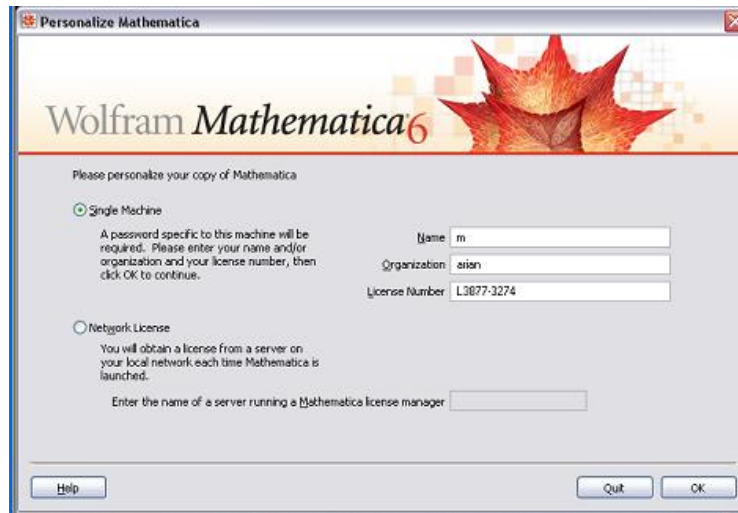 Personalize Mathematica
Wolfram Mathematica 6
Please personalize your copy of Mathematica
Single Machine
A password specific to this machine will be
required. Please enter your name and/or
organization and your license number, then
click OK to continue.
Name m
Organization arian
License Number L3877-3274
Network License
You will obtain a license from a server on
your local network each time Mathematica is
launched.
Enter the name of a server running a Mathematica license manager
Help Quit OK